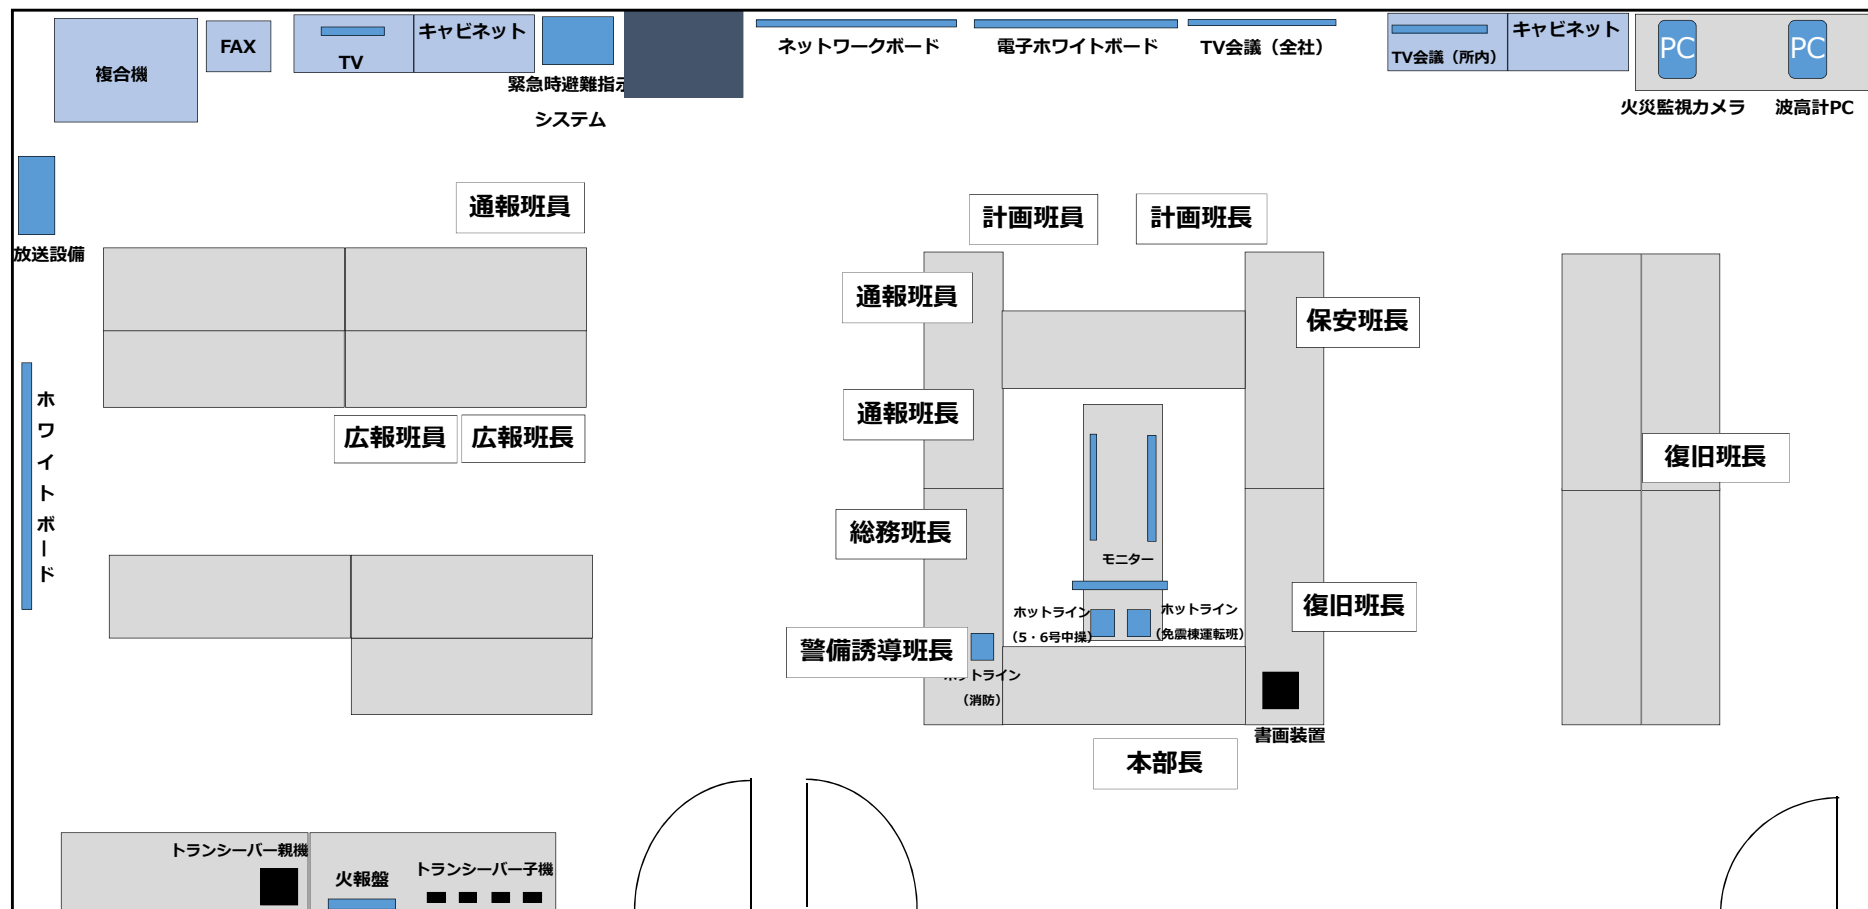 複合機
FAX
TV
キャビネット
緊急時避難指示
システム
ネットワークボード
電子ホワイトボード
TV会議（全社）
TV会議（所内）
キャビネット
PC
PC
火災監視カメラ
波高計PC
放送設備
通報班員
計画班員
計画班長
通報班員
保安班長
通報班長
ホワイトボード
広報班員
広報班長
復旧班長
総務班長
モニター
ホットライン
（5・6号中操）
ホットライン
（免震棟運転班）
復旧班長
警備誘導班長
ホットライン
（消防）
書画装置
本部長
トランシーバー親機
火報盤
トランシーバー子機